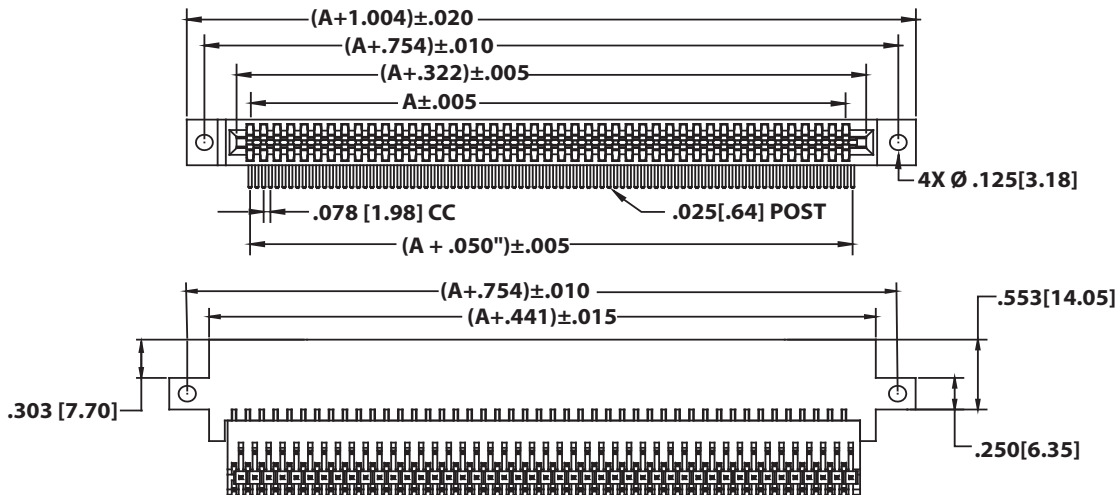 (A+1.004)±.020
(A+.754)±.010
(A+.322)±.005
A±.005
4X Ø .125[3.18]
.078 [1.98] CC
.025[.64] POST
(A + .050")±.005
(A+.754)±.010
.553[14.05]
(A+.441)±.015
.303 [7.70]
.250[6.35]